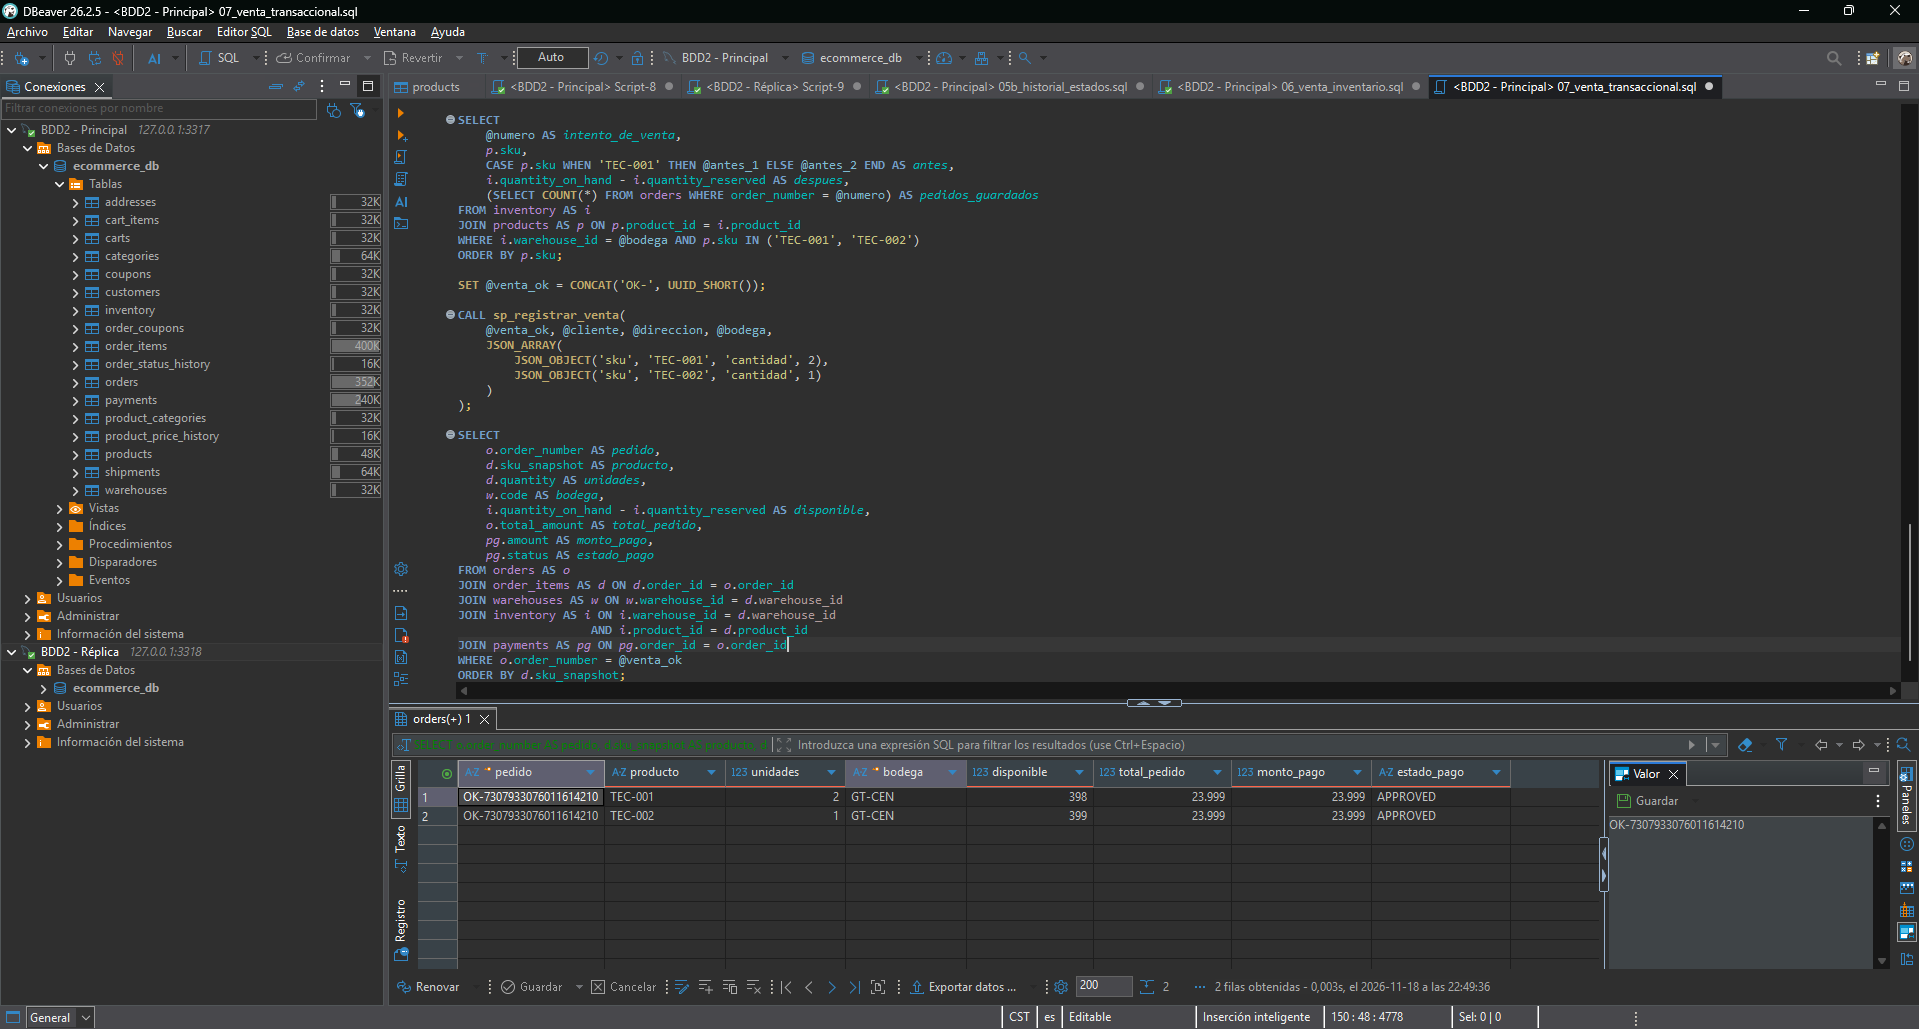 DBeaver 26.2.5 - <BDD2 - Principal> 07_venta_transaccional.sql
Archivo Editar Navegar Buscar Editor SQL Base de datos Ventana Ayuda
AI SQL Confirmar Revertir Auto BDD2 - Principal ecommerce_db
Conexiones
Filtrar conexiones por nombre
BDD2 - Principal 127.0.0.1:3317
Bases de Datos
ecommerce_db
Tablas
addresses 32K
cart_items 32K
carts 32K
categories 64K
coupons 32K
customers 32K
inventory 32K
order_coupons 32K
order_items 400K
order_status_history 16K
orders 352K
payments 240K
product_categories 32K
product_price_history 16K
products 48K
shipments 64K
warehouses 32K
Vistas
Índices
Procedimientos
Disparadores
Eventos
Usuarios
Administrar
Información del sistema
BDD2 - Réplica 127.0.0.1:3318
Bases de Datos
ecommerce_db
Usuarios
Administrar
Información del sistema
products <BDD2 - Principal> Script-8 <BDD2 - Réplica> Script-9 <BDD2 - Principal> 05b_historial_estados.sql <BDD2 - Principal> 06_venta_inventario.sql <BDD2 - Principal> 07_venta_transaccional.sql
AI
SELECT
@numero AS intento_de_venta,
p.sku,
CASE p.sku WHEN 'TEC-001' THEN @antes_1 ELSE @antes_2 END AS antes,
i.quantity_on_hand - i.quantity_reserved AS despues,
(SELECT COUNT(*) FROM orders WHERE order_number = @numero) AS pedidos_guardados
FROM inventory AS i
JOIN products AS p ON p.product_id = i.product_id
WHERE i.warehouse_id = @bodega AND p.sku IN ('TEC-001', 'TEC-002')
ORDER BY p.sku;
SET @venta_ok = CONCAT('OK-', UUID_SHORT());
CALL sp_registrar_venta(
@venta_ok, @cliente, @direccion, @bodega,
JSON_ARRAY(
JSON_OBJECT('sku', 'TEC-001', 'cantidad', 2),
JSON_OBJECT('sku', 'TEC-002', 'cantidad', 1)
)
);
SELECT
o.order_number AS pedido,
d.sku_snapshot AS producto,
d.quantity AS unidades,
w.code AS bodega,
i.quantity_on_hand - i.quantity_reserved AS disponible,
o.total_amount AS total_pedido,
pg.amount AS monto_pago,
pg.status AS estado_pago
FROM orders AS o
JOIN order_items AS d ON d.order_id = o.order_id
JOIN warehouses AS w ON w.warehouse_id = d.warehouse_id
JOIN inventory AS i ON i.warehouse_id = d.warehouse_id
AND i.product_id = d.product_id
JOIN payments AS pg ON pg.order_id = o.order_id
WHERE o.order_number = @venta_ok
ORDER BY d.sku_snapshot;
orders(+) 1
SELECT o.order_number AS pedido, d.sku_snapshot AS producto, d Introduzca una expresión SQL para filtrar los resultados (use Ctrl+Espacio)
Grilla
Texto
Registro
A-Z pedido A-Z producto 123 unidades A-Z bodega 123 disponible 123 total_pedido 123 monto_pago A-Z estado_pago
1 OK-7307933076011614210 TEC-001 2 GT-CEN 398 23.999 23.999 APPROVED
2 OK-7307933076011614210 TEC-002 1 GT-CEN 399 23.999 23.999 APPROVED
Valor
Guardar
OK-7307933076011614210
Paneles
Renovar Guardar Cancelar Exportar datos ... 200 2 2 filas obtenidas - 0,003s, el 2026-11-18 a las 22:49:36
General CST es Editable Inserción inteligente 150 : 48 : 4778 Sel: 0 | 0